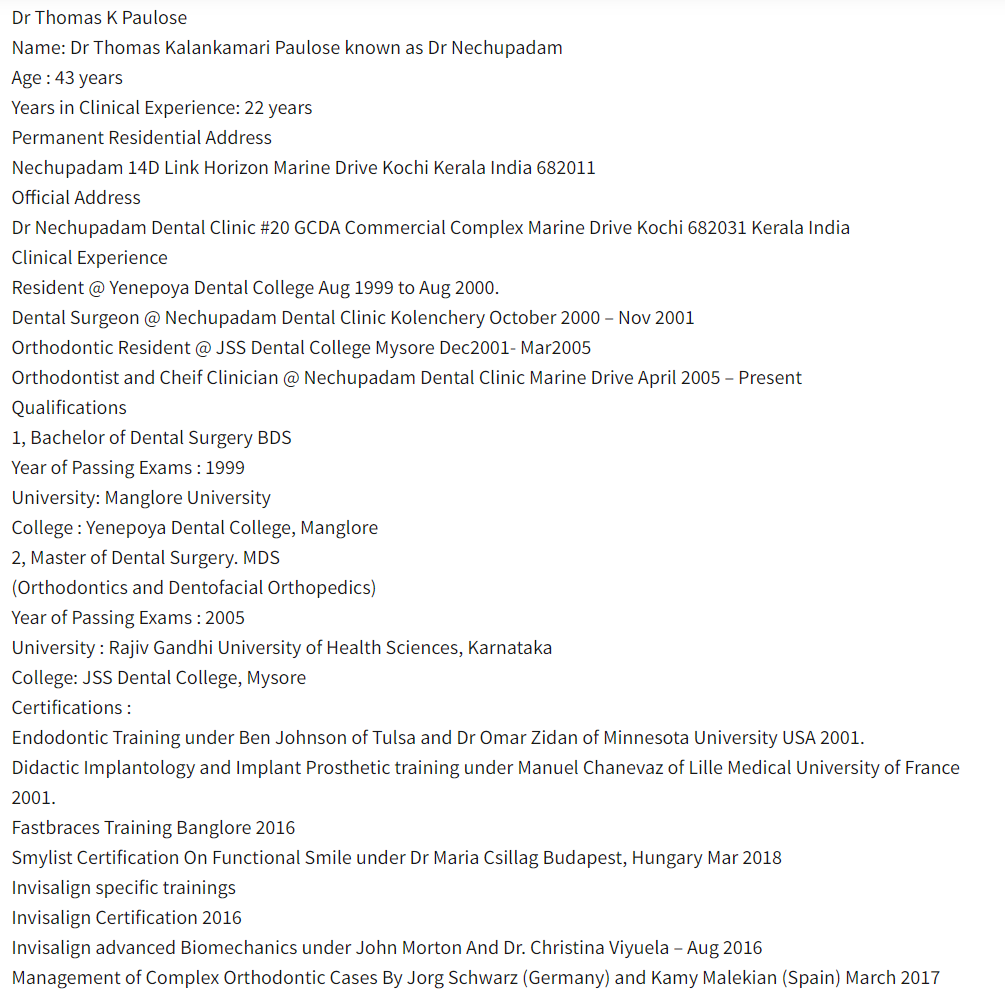 Dr Thomas K Paulose
Name: Dr Thomas Kalankamari Paulose known as Dr Nechupadam
Age : 43 years
Years in Clinical Experience: 22 years
Permanent Residential Address
Nechupadam 14D Link Horizon Marine Drive Kochi Kerala India 682011
Official Address
Dr Nechupadam Dental Clinic #20 GCDA Commercial Complex Marine Drive Kochi 682031 Kerala India
Clinical Experience
Resident @ Yenepoya Dental College Aug 1999 to Aug 2000.
Dental Surgeon @ Nechupadam Dental Clinic Kolenchery October 2000 – Nov 2001
Orthodontic Resident @ JSS Dental College Mysore Dec2001- Mar2005
Orthodontist and Cheif Clinician @ Nechupadam Dental Clinic Marine Drive April 2005 – Present
Qualifications
1, Bachelor of Dental Surgery BDS
Year of Passing Exams : 1999
University: Manglore University
College : Yenepoya Dental College, Manglore
2, Master of Dental Surgery. MDS
(Orthodontics and Dentofacial Orthopedics)
Year of Passing Exams : 2005
University : Rajiv Gandhi University of Health Sciences, Karnataka
College: JSS Dental College, Mysore
Certifications :
Endodontic Training under Ben Johnson of Tulsa and Dr Omar Zidan of Minnesota University USA 2001.
Didactic Implantology and Implant Prosthetic training under Manuel Chanevaz of Lille Medical University of France
2001.
Fastbraces Training Banglore 2016
Smylist Certification On Functional Smile under Dr Maria Csillag Budapest, Hungary Mar 2018
Invisalign specific trainings
Invisalign Certification 2016
Invisalign advanced Biomechanics under John Morton And Dr. Christina Viyuela – Aug 2016
Management of Complex Orthodontic Cases By Jorg Schwarz (Germany) and Kamy Malekian (Spain) March 2017